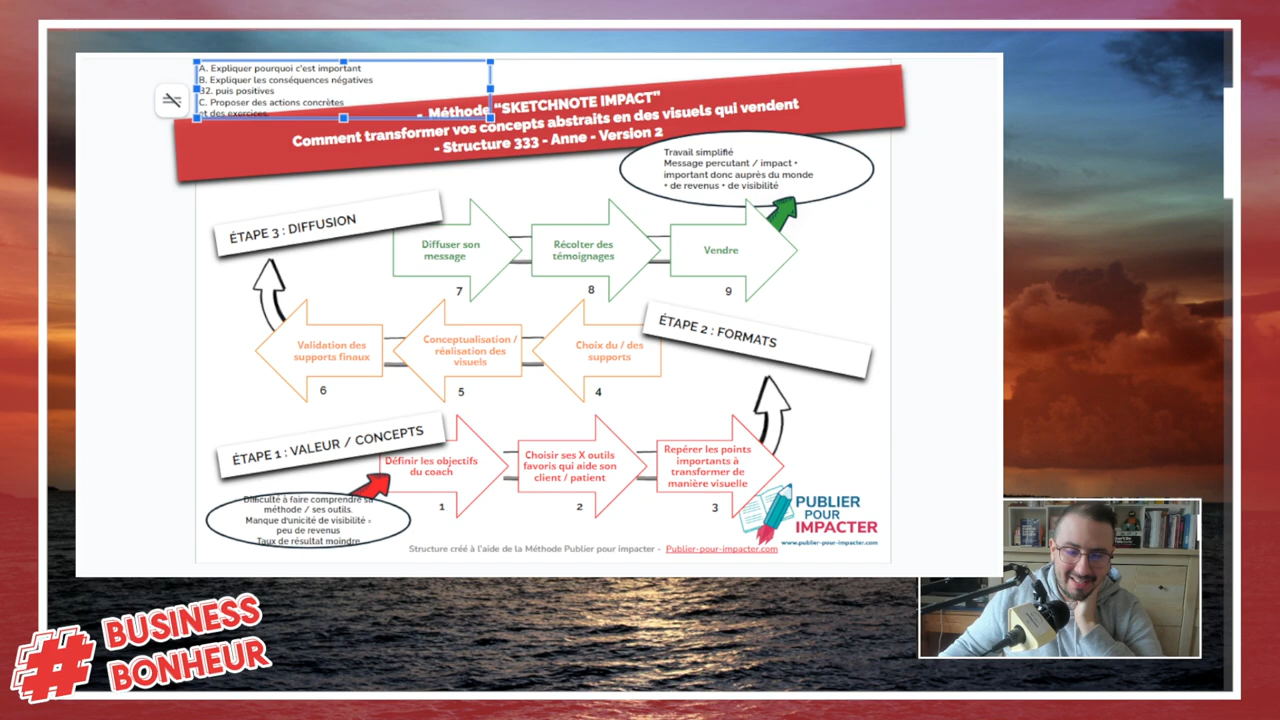 A. Expliquer pourquoi c'est important
B. Expliquer les conséquences négatives
B2. puis positives
C. Proposer des actions concrètes
et des exercices.
- Méthode "SKETCHNOTE IMPACT"
Comment transformer vos concepts abstraits en des visuels qui vendent
- Structure 333 - Anne - Version 2
Travail simplifié
Message percutant / impact +
important donc auprès du monde
+ de revenus + de visibilité
ÉTAPE 3 : DIFFUSION
Diffuser son
message
7
Récolter des
témoignages
8
Vendre
9
ÉTAPE 2 : FORMATS
Validation des
supports finaux
6
Conceptualisation /
réalisation des
visuels
5
Choix du / des
supports
4
ÉTAPE 1 : VALEUR / CONCEPTS
Définir les objectifs
du coach
1
Choisir ses X outils
favoris qui aide son
client / patient
2
Repérer les points
importants à
transformer de
manière visuelle
3
Difficulté à faire comprendre sa
méthode / ses outils.
Manque d'unicité de visibilité =
peu de revenus
Taux de résultat moindre
PUBLIER
POUR
IMPACTER
www.publier-pour-impacter.com
Structure créé à l'aide de la Méthode Publier pour impacter - Publier-pour-impacter.com
# BUSINESS
BONHEUR